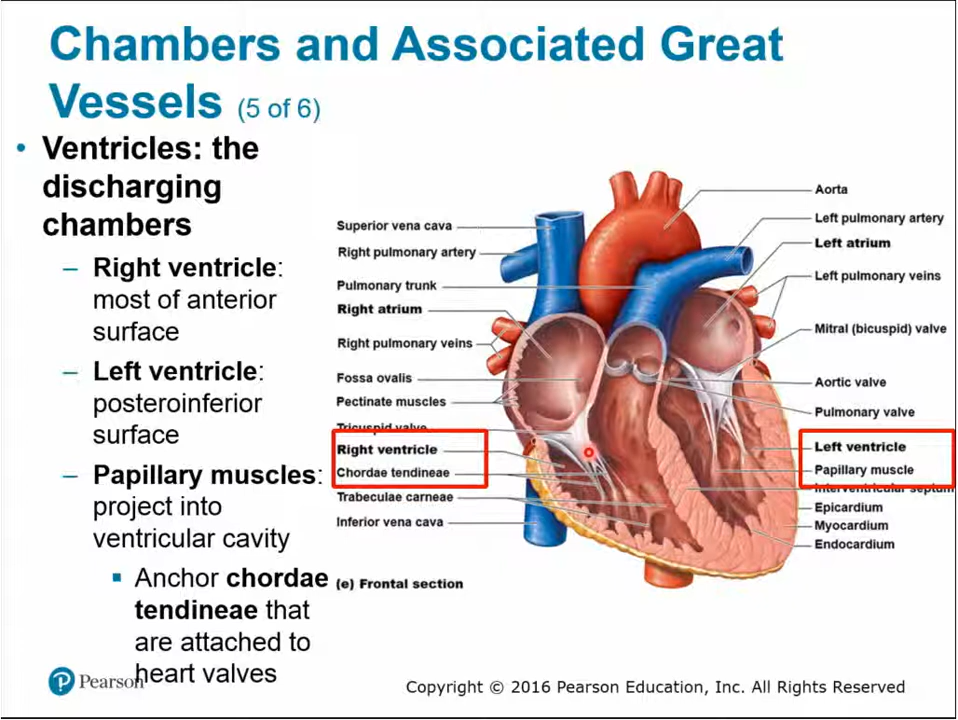 Chambers and Associated Great
Vessels (5 of 6)
• Ventricles: the
discharging
chambers
– Right ventricle:
most of anterior
surface
– Left ventricle:
posteroinferior
surface
– Papillary muscles:
project into
ventricular cavity
▪ Anchor chordae
tendineae that
are attached to
heart valves
Superior vena cava
Right pulmonary artery
Pulmonary trunk
Right atrium
Right pulmonary veins
Fossa ovalis
Pectinate muscles
Tricuspid valve
Right ventricle
Chordae tendineae
Trabeculae carneae
Inferior vena cava
(e) Frontal section
Aorta
Left pulmonary artery
Left atrium
Left pulmonary veins
Mitral (bicuspid) valve
Aortic valve
Pulmonary valve
Left ventricle
Papillary muscle
Interventricular septum
Epicardium
Myocardium
Endocardium
P Pearson
Copyright © 2016 Pearson Education, Inc. All Rights Reserved